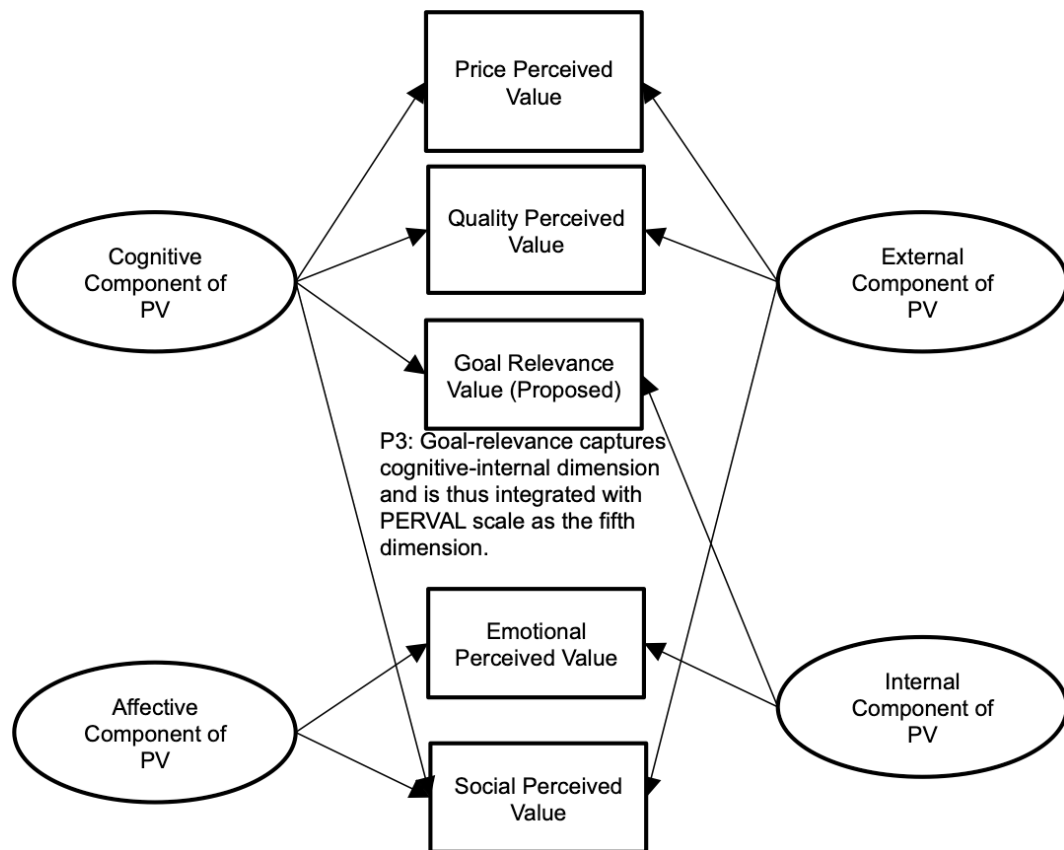 Price Perceived
Value
Quality Perceived
Value
Cognitive
Component of
PV
External
Component of
PV
Goal Relevance
Value (Proposed)
P3: Goal-relevance captures
cognitive-internal dimension
and is thus integrated with
PERVAL scale as the fifth
dimension.
Emotional
Perceived Value
Affective
Component of
PV
Internal
Component of
PV
Social Perceived
Value